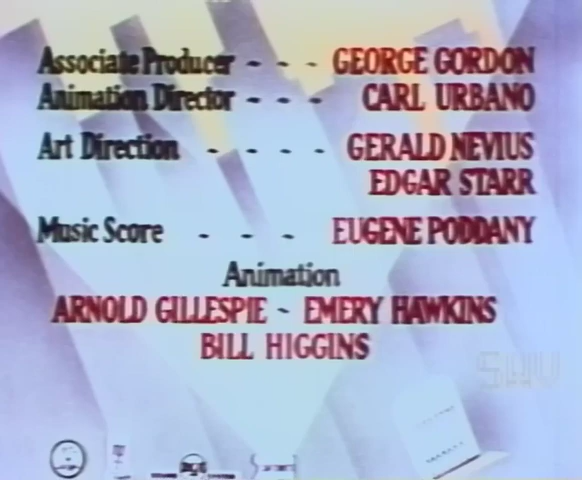 Associate Producer - - - GEORGE GORDON
Animation Director - - - CARL URBANO
Art Direction - - - - GERALD NEVIUS
EDGAR STARR
Music Score - - - EUGENE PODDANY
Animation
ARNOLD GILLESPIE - EMERY HAWKINS
BILL HIGGINS
RCA